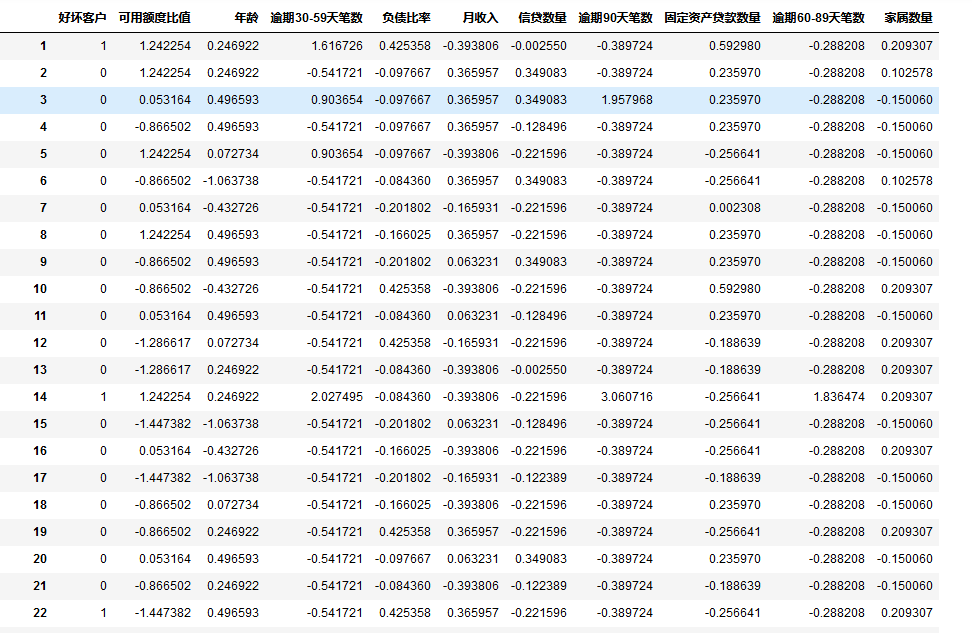 好坏客户 可用额度比值 年龄 逾期30-59天笔数 负债比率 月收入 信贷数量 逾期90天笔数 固定资产贷款数量 逾期60-89天笔数 家属数量
1 1 1.242254 0.246922 1.616726 0.425358 -0.393806 -0.002550 -0.389724 0.592980 -0.288208 0.209307
2 0 1.242254 0.246922 -0.541721 -0.097667 0.365957 0.349083 -0.389724 0.235970 -0.288208 0.102578
3 0 0.053164 0.496593 0.903654 -0.097667 0.365957 0.349083 1.957968 0.235970 -0.288208 -0.150060
4 0 -0.866502 0.496593 -0.541721 -0.097667 0.365957 -0.128496 -0.389724 0.235970 -0.288208 -0.150060
5 0 1.242254 0.072734 0.903654 -0.097667 -0.393806 -0.221596 -0.389724 -0.256641 -0.288208 -0.150060
6 0 -0.866502 -1.063738 -0.541721 -0.084360 0.365957 0.349083 -0.389724 -0.256641 -0.288208 0.102578
7 0 0.053164 -0.432726 -0.541721 -0.201802 -0.165931 -0.221596 -0.389724 0.002308 -0.288208 -0.150060
8 0 1.242254 0.496593 -0.541721 -0.166025 0.365957 -0.221596 -0.389724 0.235970 -0.288208 -0.150060
9 0 -0.866502 0.496593 -0.541721 -0.201802 0.063231 0.349083 -0.389724 0.235970 -0.288208 -0.150060
10 0 -0.866502 -0.432726 -0.541721 0.425358 -0.393806 -0.221596 -0.389724 0.592980 -0.288208 0.209307
11 0 0.053164 0.496593 -0.541721 -0.084360 0.063231 -0.128496 -0.389724 0.235970 -0.288208 -0.150060
12 0 -1.286617 0.072734 -0.541721 0.425358 -0.165931 -0.221596 -0.389724 -0.188639 -0.288208 0.209307
13 0 -1.286617 0.246922 -0.541721 -0.084360 -0.393806 -0.002550 -0.389724 -0.188639 -0.288208 0.209307
14 1 1.242254 0.246922 2.027495 -0.084360 -0.393806 -0.221596 3.060716 -0.256641 1.836474 0.209307
15 0 -1.447382 -1.063738 -0.541721 -0.201802 0.063231 -0.128496 -0.389724 -0.256641 -0.288208 -0.150060
16 0 0.053164 -0.432726 -0.541721 -0.166025 -0.393806 -0.221596 -0.389724 -0.256641 -0.288208 0.209307
17 0 -1.447382 -1.063738 -0.541721 -0.201802 -0.165931 -0.122389 -0.389724 -0.188639 -0.288208 -0.150060
18 0 -0.866502 0.072734 -0.541721 -0.166025 -0.393806 -0.221596 -0.389724 0.235970 -0.288208 -0.150060
19 0 -0.866502 0.246922 -0.541721 0.425358 0.365957 -0.221596 -0.389724 -0.256641 -0.288208 0.209307
20 0 0.053164 0.496593 -0.541721 -0.097667 0.063231 0.349083 -0.389724 0.235970 -0.288208 -0.150060
21 0 -0.866502 0.246922 -0.541721 -0.084360 -0.393806 -0.122389 -0.389724 -0.188639 -0.288208 -0.150060
22 1 -1.447382 0.496593 -0.541721 0.425358 0.365957 -0.221596 -0.389724 -0.256641 -0.288208 0.209307